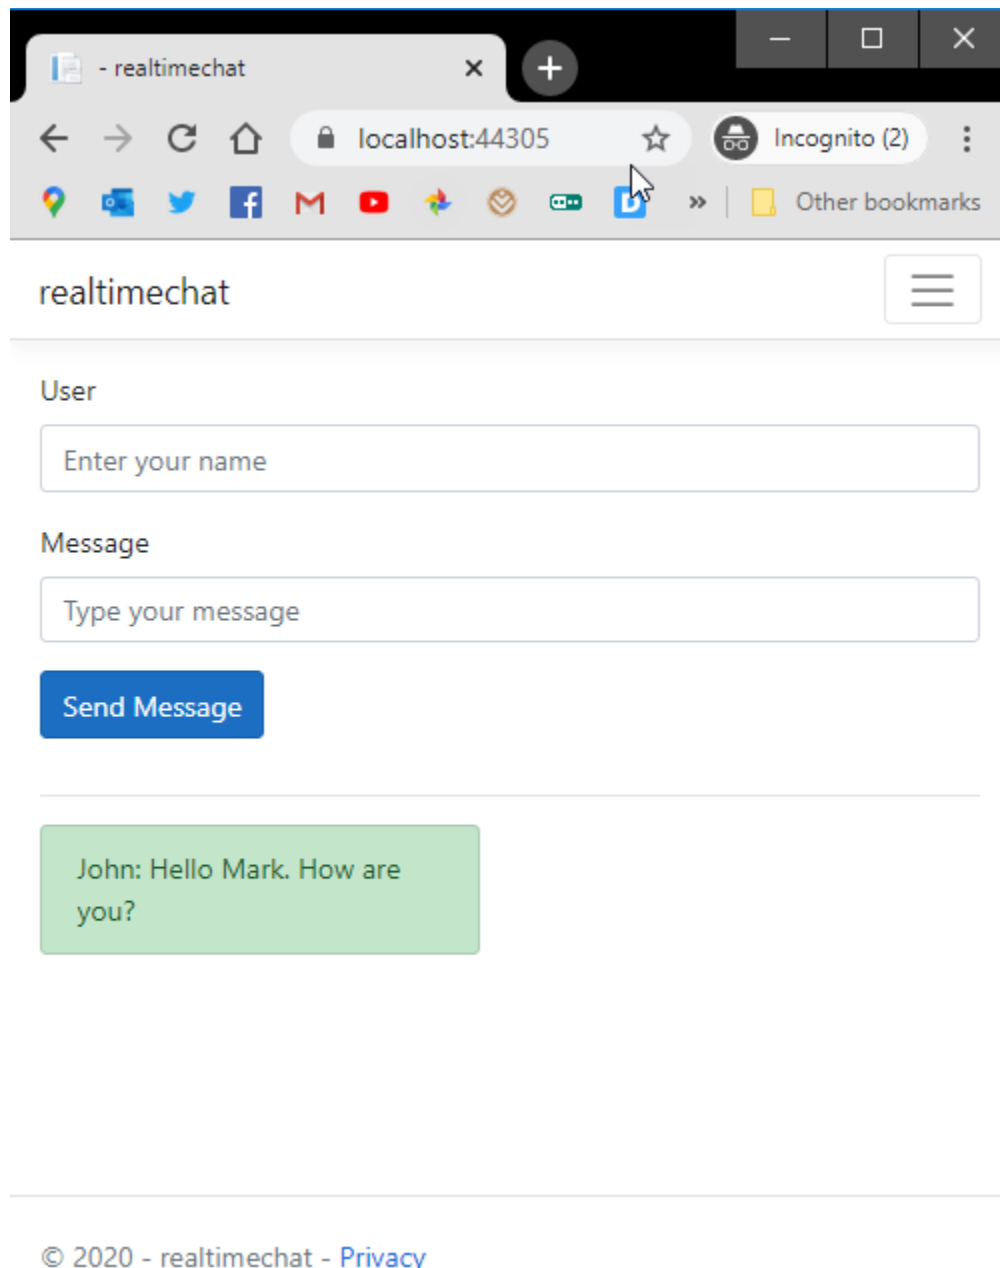 - realtimechat
localhost:44305
Incognito (2)
Other bookmarks
realtimechat
User
Enter your name
Message
Type your message
Send Message
John: Hello Mark. How are
you?
© 2020 - realtimechat - Privacy